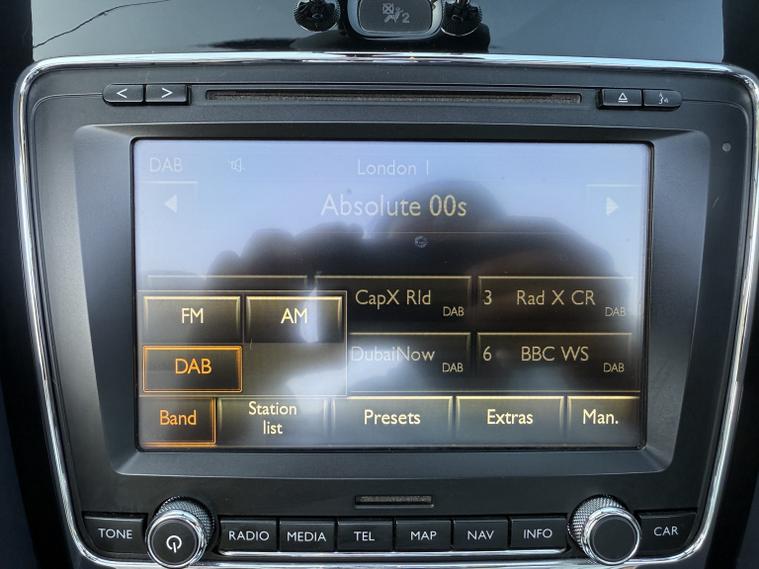 2
< >
DAB London 1
Absolute 00s
CapX Rld DAB 3 Rad X CR DAB
FM AM
DubaiNow DAB 6 BBC WS DAB
DAB
Band Station list Presets Extras Man.
TONE RADIO MEDIA TEL MAP NAV INFO CAR